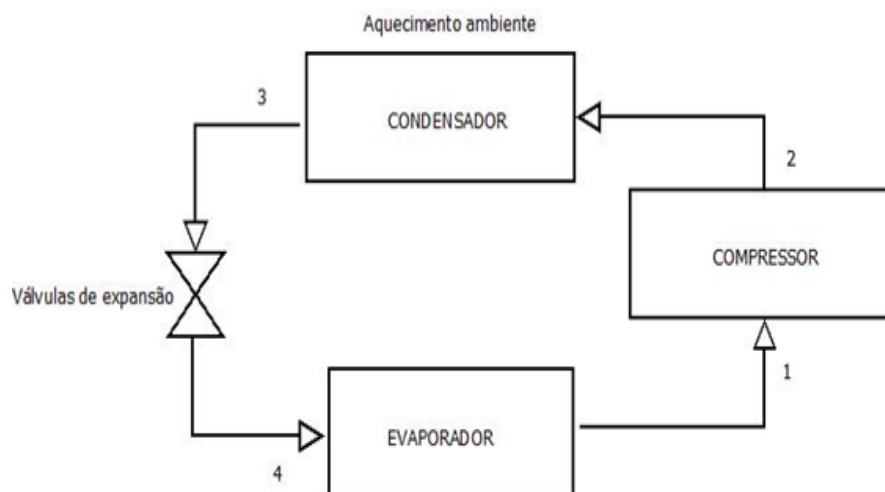 Aquecimento ambiente
3
CONDENSADOR
2
COMPRESSOR
Válvulas de expansão
1
EVAPORADOR
4